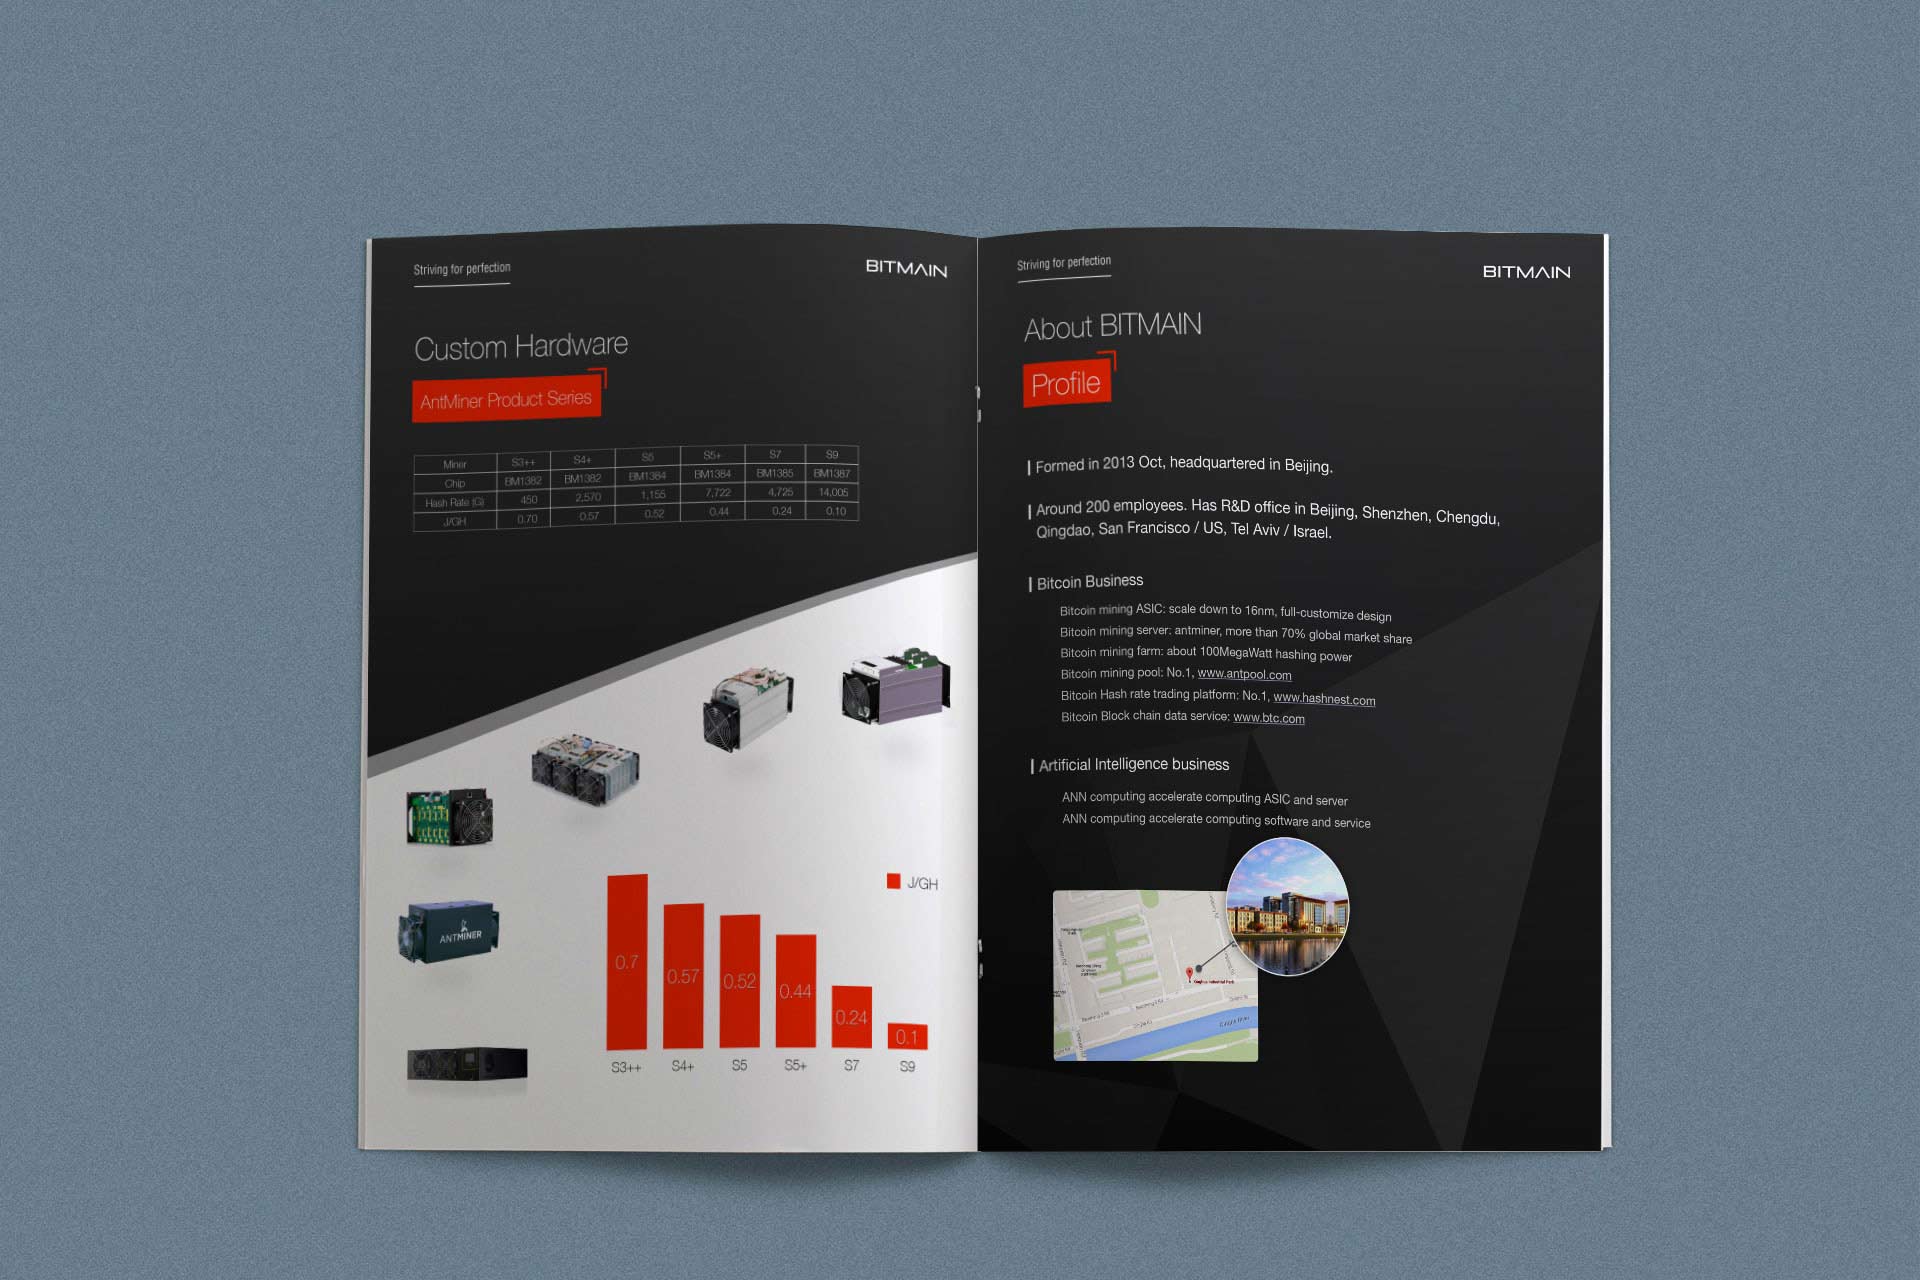 Striving for perfection
BITMAIN
Custom Hardware
AntMiner Product Series
Miner S3++ S4+ S5 S5+ S7 S9
Chip BM1382 BM1382 BM1384 BM1384 BM1385 BM1387
Hash Rate (G) 450 2,570 1,155 7,722 4,725 14,005
J/GH 0.70 0.57 0.52 0.44 0.24 0.10
ANTMINER
J/GH
0.7 0.57 0.52 0.44 0.24 0.1
S3++ S4+ S5 S5+ S7 S9
Striving for perfection
BITMAIN
About BITMAIN
Profile
Formed in 2013 Oct, headquartered in Beijing.
Around 200 employees. Has R&D office in Beijing, Shenzhen, Chengdu,
Qingdao, San Francisco / US, Tel Aviv / Israel.
Bitcoin Business
Bitcoin mining ASIC: scale down to 16nm, full-customize design
Bitcoin mining server: antminer, more than 70% global market share
Bitcoin mining farm: about 100MegaWatt hashing power
Bitcoin mining pool: No.1, www.antpool.com
Bitcoin Hash rate trading platform: No.1, www.hashnest.com
Bitcoin Block chain data service: www.btc.com
Artificial Intelligence business
ANN computing accelerate computing ASIC and server
ANN computing accelerate computing software and service
Industrial Park
River